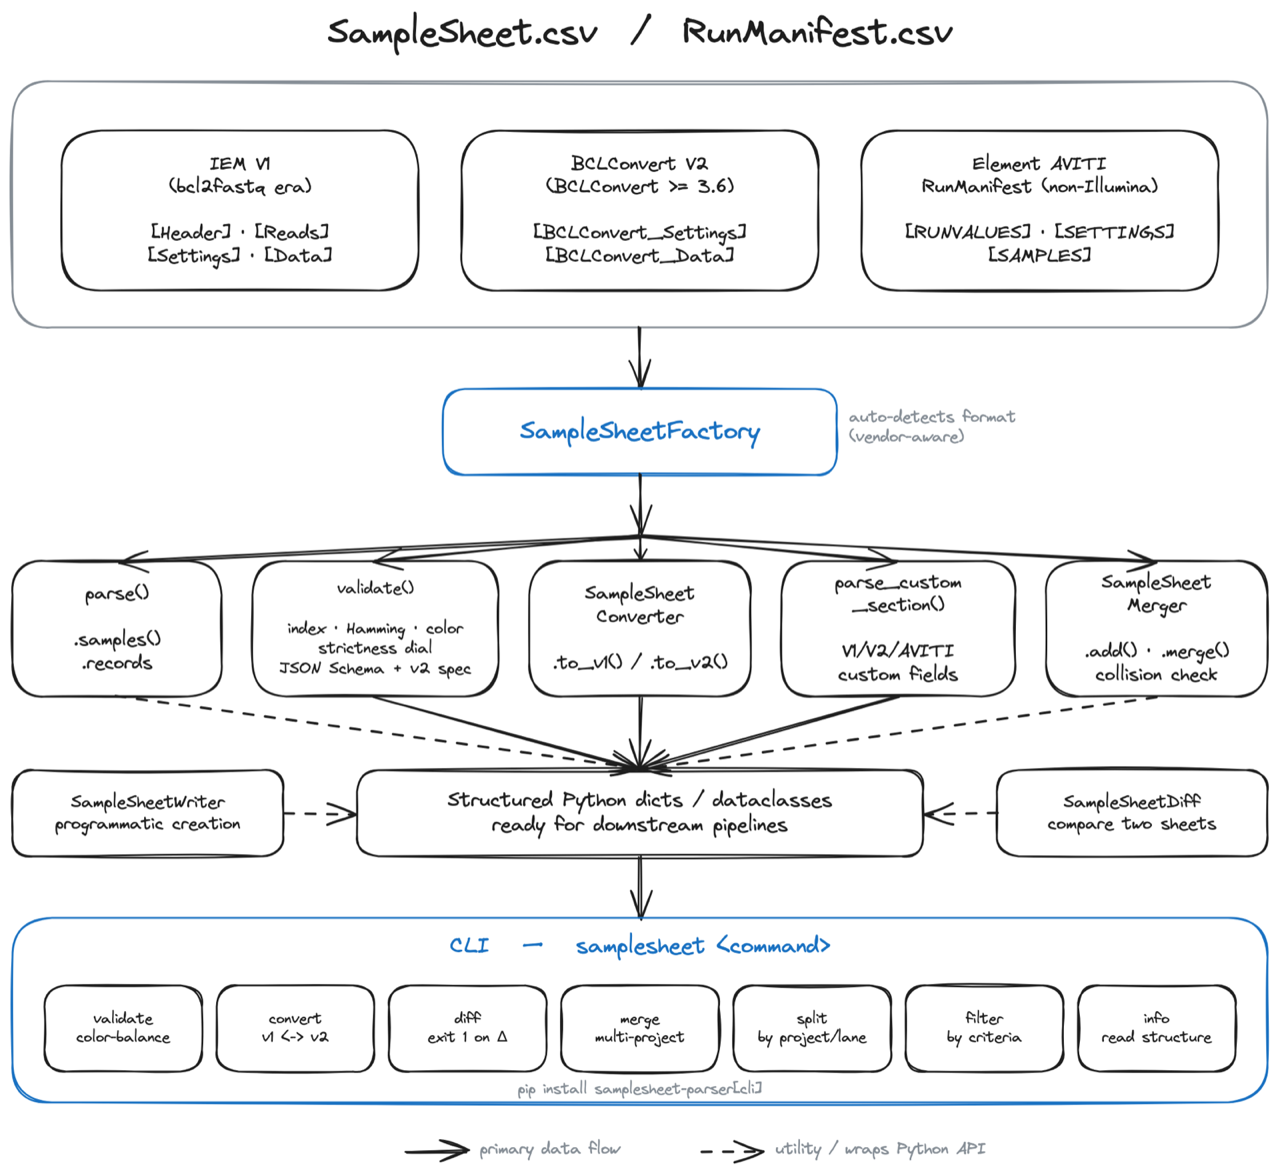 SampleSheet.csv / RunManifest.csv
IEM V1
(bcl2fastq era)
[Header] · [Reads]
[Settings] · [Data]
BCLConvert V2
(BCLConvert >= 3.6)
[BCLConvert_Settings]
[BCLConvert_Data]
Element AVITI
RunManifest (non-Illumina)
[RUNVALUES] · [SETTINGS]
[SAMPLES]
SampleSheetFactory
auto-detects format
(vendor-aware)
parse()
.samples()
.records
validate()
index · Hamming · color
strictness dial
JSON Schema + v2 spec
SampleSheet
Converter
.to_v1() / .to_v2()
parse_custom
_section()
V1/V2/AVITI
custom fields
SampleSheet
Merger
.add() · .merge()
collision check
SampleSheetWriter
programmatic creation
Structured Python dicts / dataclasses
ready for downstream pipelines
SampleSheetDiff
compare two sheets
CLI — samplesheet <command>
validate
color-balance
convert
v1 <-> v2
diff
exit 1 on Δ
merge
multi-project
split
by project/lane
filter
by criteria
info
read structure
pip install samplesheet-parser[cli]
primary data flow
utility / wraps Python API